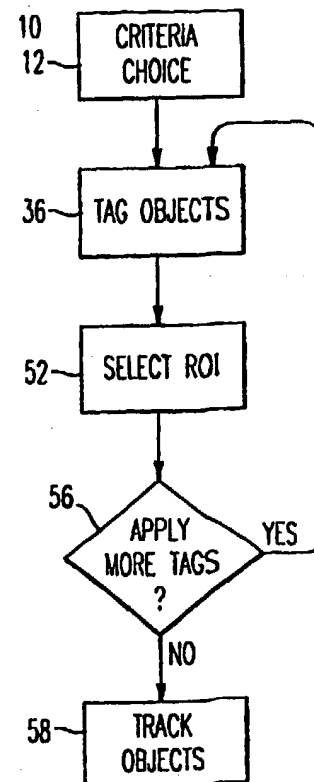 10
12
CRITERIA
CHOICE
36
TAG OBJECTS
52
SELECT ROI
56
APPLY
MORE TAGS
?
YES
NO
58
TRACK
OBJECTS